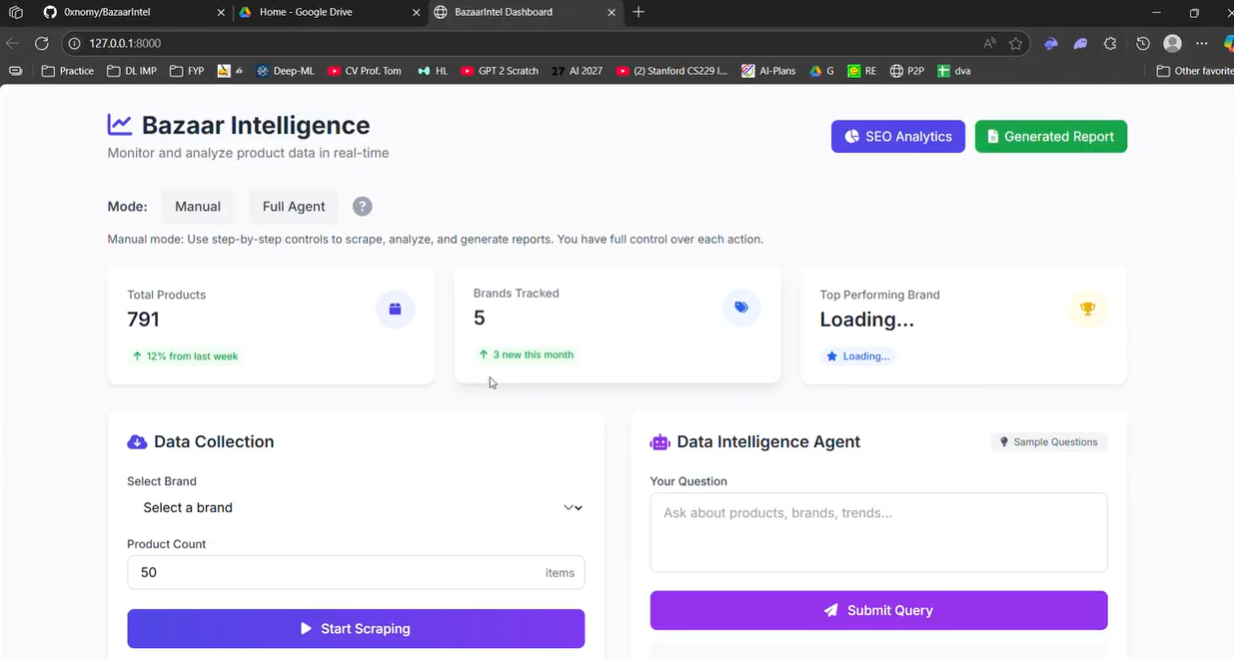 0xnomy/BazaarIntel
Home - Google Drive
BazaarIntel Dashboard
127.0.0.1:8000
Practice
DL IMP
FYP
Deep-ML
CV Prof. Tom
HL
GPT 2 Scratch
27 AI 2027
(2) Stanford CS229 I...
AI-Plans
G
RE
P2P
dva
Other favorite
Bazaar Intelligence
Monitor and analyze product data in real-time
SEO Analytics
Generated Report
Mode:
Manual
Full Agent
?
Manual mode: Use step-by-step controls to scrape, analyze, and generate reports. You have full control over each action.
Total Products
791
12% from last week
Brands Tracked
5
3 new this month
Top Performing Brand
Loading...
Loading...
Data Collection
Select Brand
Select a brand
Product Count
50
items
Start Scraping
Data Intelligence Agent
Sample Questions
Your Question
Ask about products, brands, trends...
Submit Query